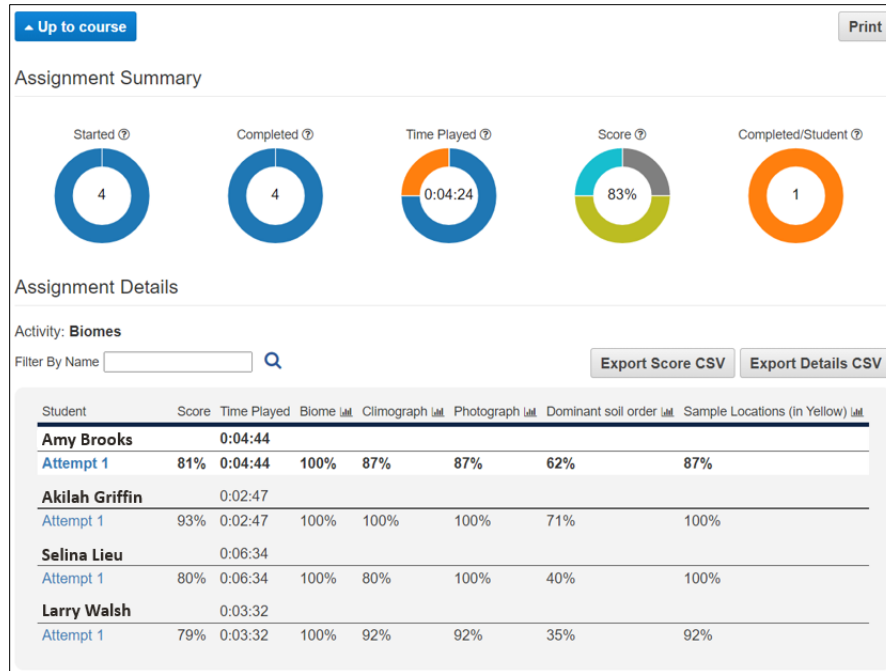 Up to course Print
Assignment Summary
Started Completed Time Played Score Completed/Student
4 4 0:04:24 83% 1
Assignment Details
Activity: Biomes
Filter By Name Export Score CSV Export Details CSV
Student Score Time Played Biome Climograph Photograph Dominant soil order Sample Locations (in Yellow)
Amy Brooks 0:04:44
Attempt 1 81% 0:04:44 100% 87% 87% 62% 87%
Akilah Griffin 0:02:47
Attempt 1 93% 0:02:47 100% 100% 100% 71% 100%
Selina Lieu 0:06:34
Attempt 1 80% 0:06:34 100% 80% 100% 40% 100%
Larry Walsh 0:03:32
Attempt 1 79% 0:03:32 100% 92% 92% 35% 92%